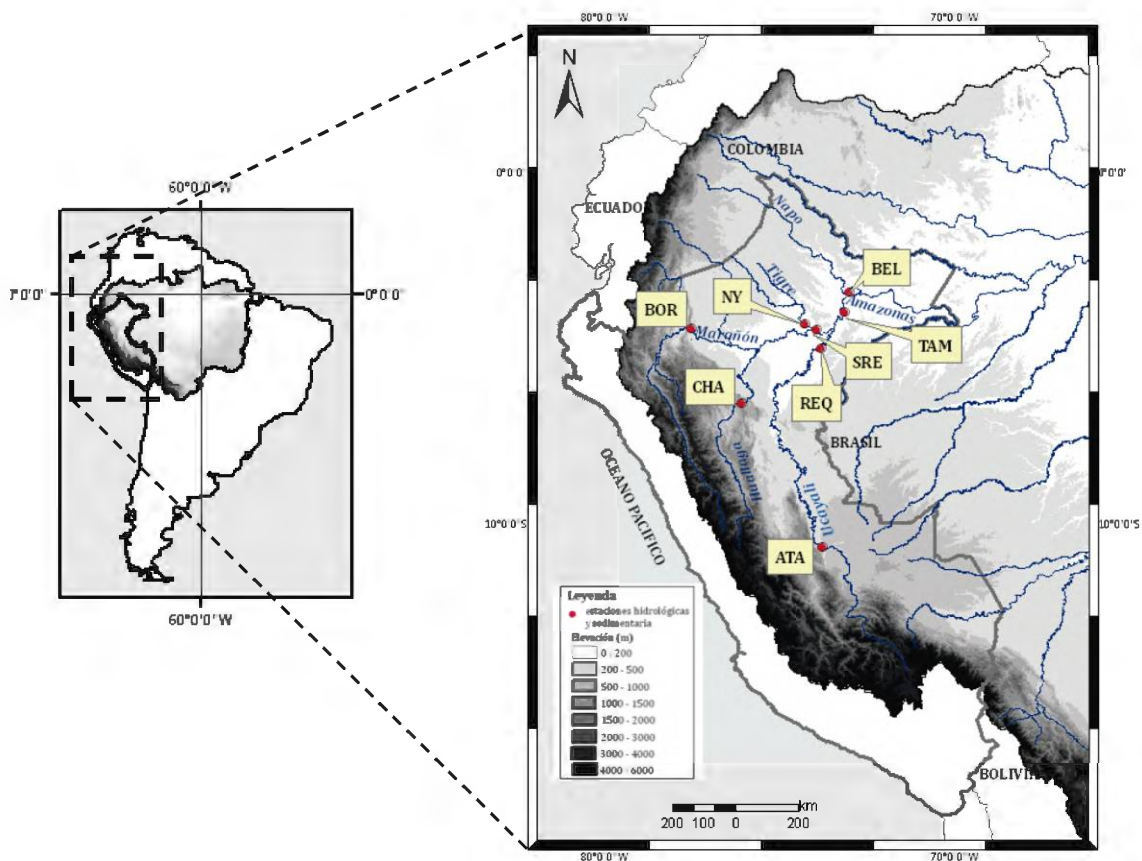 80°0'0"W 70°0'0"W
N
COLOMBIA
0°0'0" 0°0'0"
60°0'0"W
ECUADOR
Napo
BEL
Tigre
NY
7°0'0" 0°0'0"
BOR
Amazonas
Marañón
TAM
SRE
CHA
REQ
BRASIL
OCEANO PACIFICO
Huallaga
Ucayali
10°0'0"S 10°0'0"S
ATA
Leyenda
estaciones hidrológicas
y sedimentaria
Elevación (m)
0 - 200
200 - 500
500 - 1000
1000 - 1500
1500 - 2000
2000 - 3000
3000 - 4000
4000 - 6000
60°0'0"W
BOLIVI
km
200 100 0 200
80°0'0"W 70°0'0"W